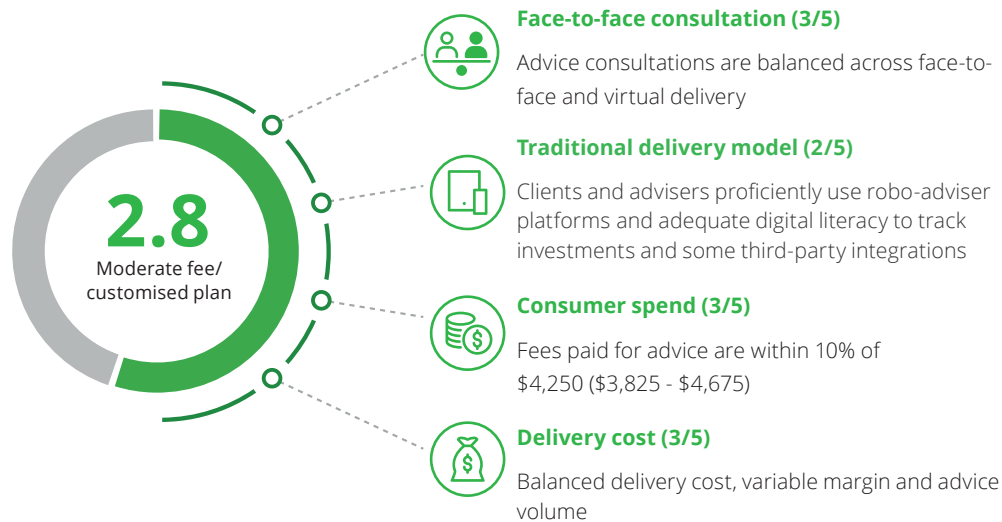 2.8
Moderate fee/
customised plan
Face-to-face consultation (3/5)
Advice consultations are balanced across face-to-
face and virtual delivery
Traditional delivery model (2/5)
Clients and advisers proficiently use robo-adviser
platforms and adequate digital literacy to track
investments and some third-party integrations
Consumer spend (3/5)
Fees paid for advice are within 10% of
$4,250 ($3,825 - $4,675)
Delivery cost (3/5)
Balanced delivery cost, variable margin and advice
volume
$
$